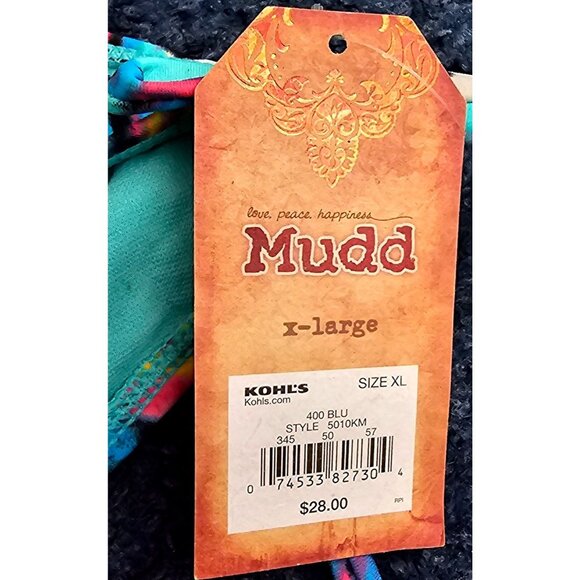 love, peace, happiness
Mudd
x-large
KOHL'S SIZE XL
Kohls.com
400 BLU
STYLE 5010KM
345 50 57
0 74533 82730 4
$28.00
RPI